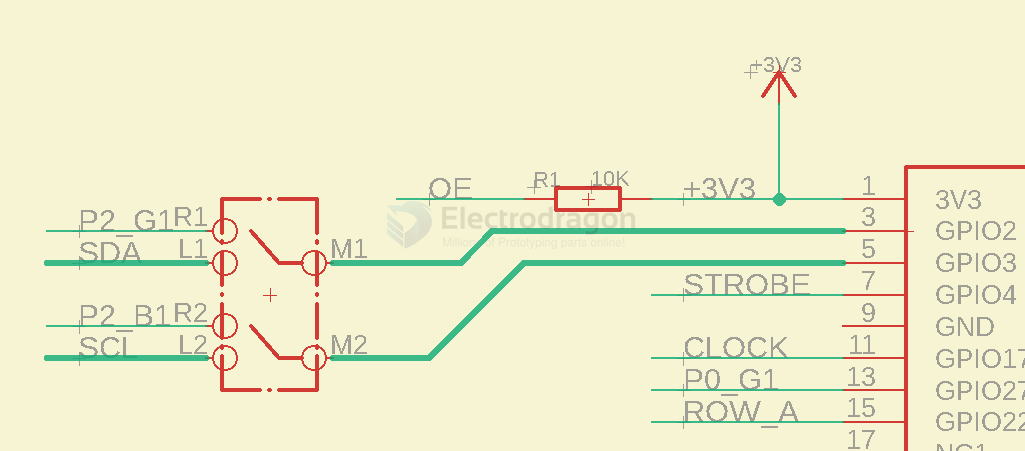 +3V3
OE R1 10K +3V3 1 3V3
P2_G1 R1 3 GPIO2
Electrodragon
Millions of Prototyping parts online!
SDA L1 M1 5 GPIO3
STROBE 7 GPIO4
P2_B1 R2 9 GND
SCL L2 M2 CLOCK 11 GPIO17
P0_G1 13 GPIO27
ROW_A 15 GPIO22
17